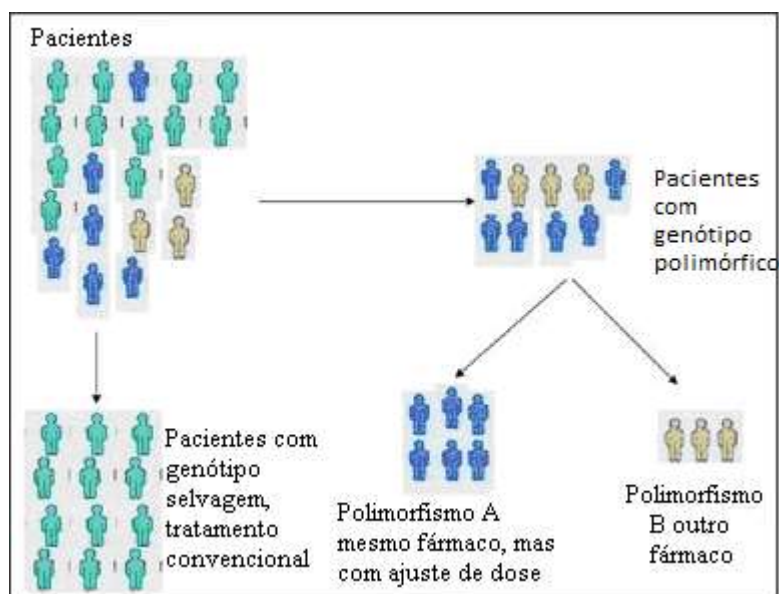 Pacientes
Pacientes
com
genótipo
polimórfico
Pacientes com
genótipo
selvagem,
tratamento
convencional
Polimorfismo A
mesmo fármaco, mas
com ajuste de dose
Polimorfismo
B outro
fármaco